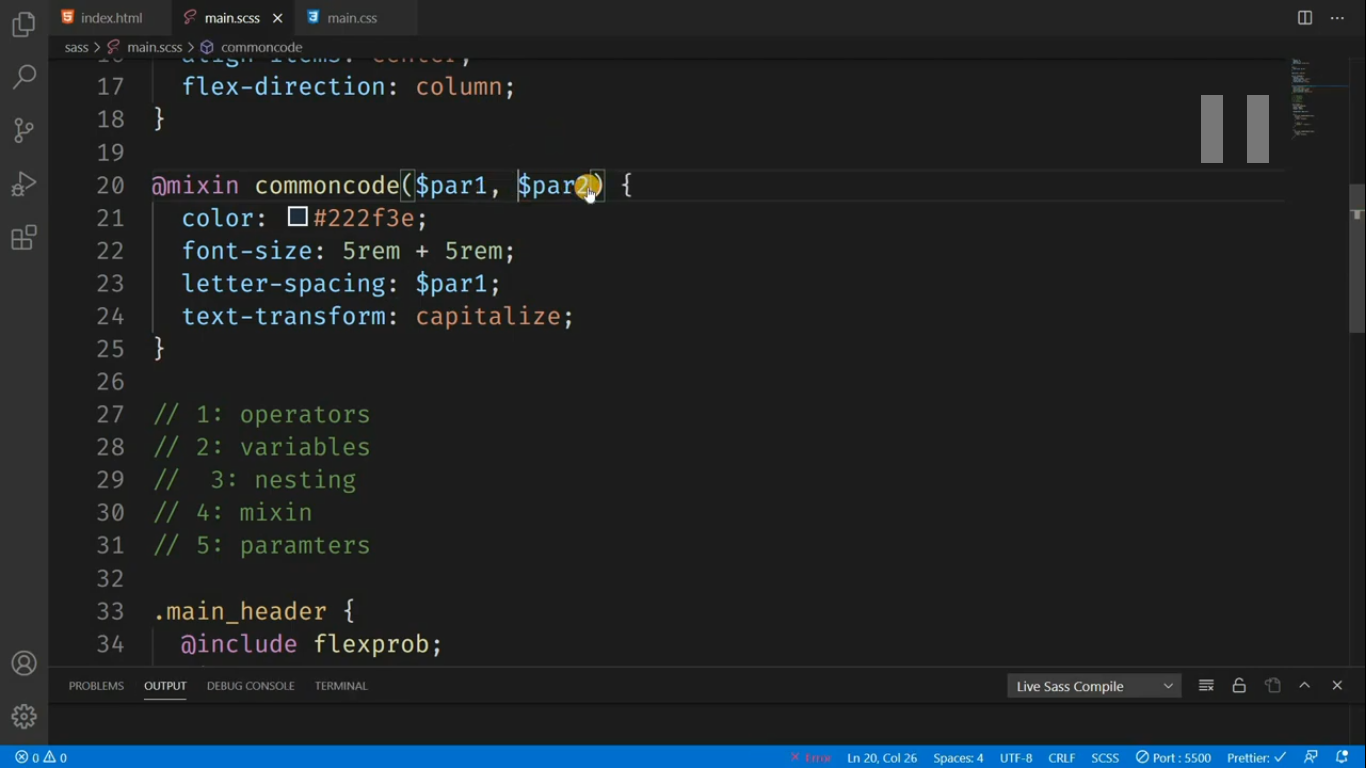 index.html main.scss main.css
sass > main.scss > commoncode
16 align-items: center;
17 flex-direction: column;
18 }
19
20 @mixin commoncode($par1, $par2) {
21 color: #222f3e;
22 font-size: 5rem + 5rem;
23 letter-spacing: $par1;
24 text-transform: capitalize;
25 }
26
27 // 1: operators
28 // 2: variables
29 //  3: nesting
30 // 4: mixin
31 // 5: paramters
32
33 .main_header {
34 @include flexprob;
PROBLEMS OUTPUT DEBUG CONSOLE TERMINAL Live Sass Compile
0 0 Error Ln 20, Col 26 Spaces: 4 UTF-8 CRLF SCSS Port : 5500 Prettier: